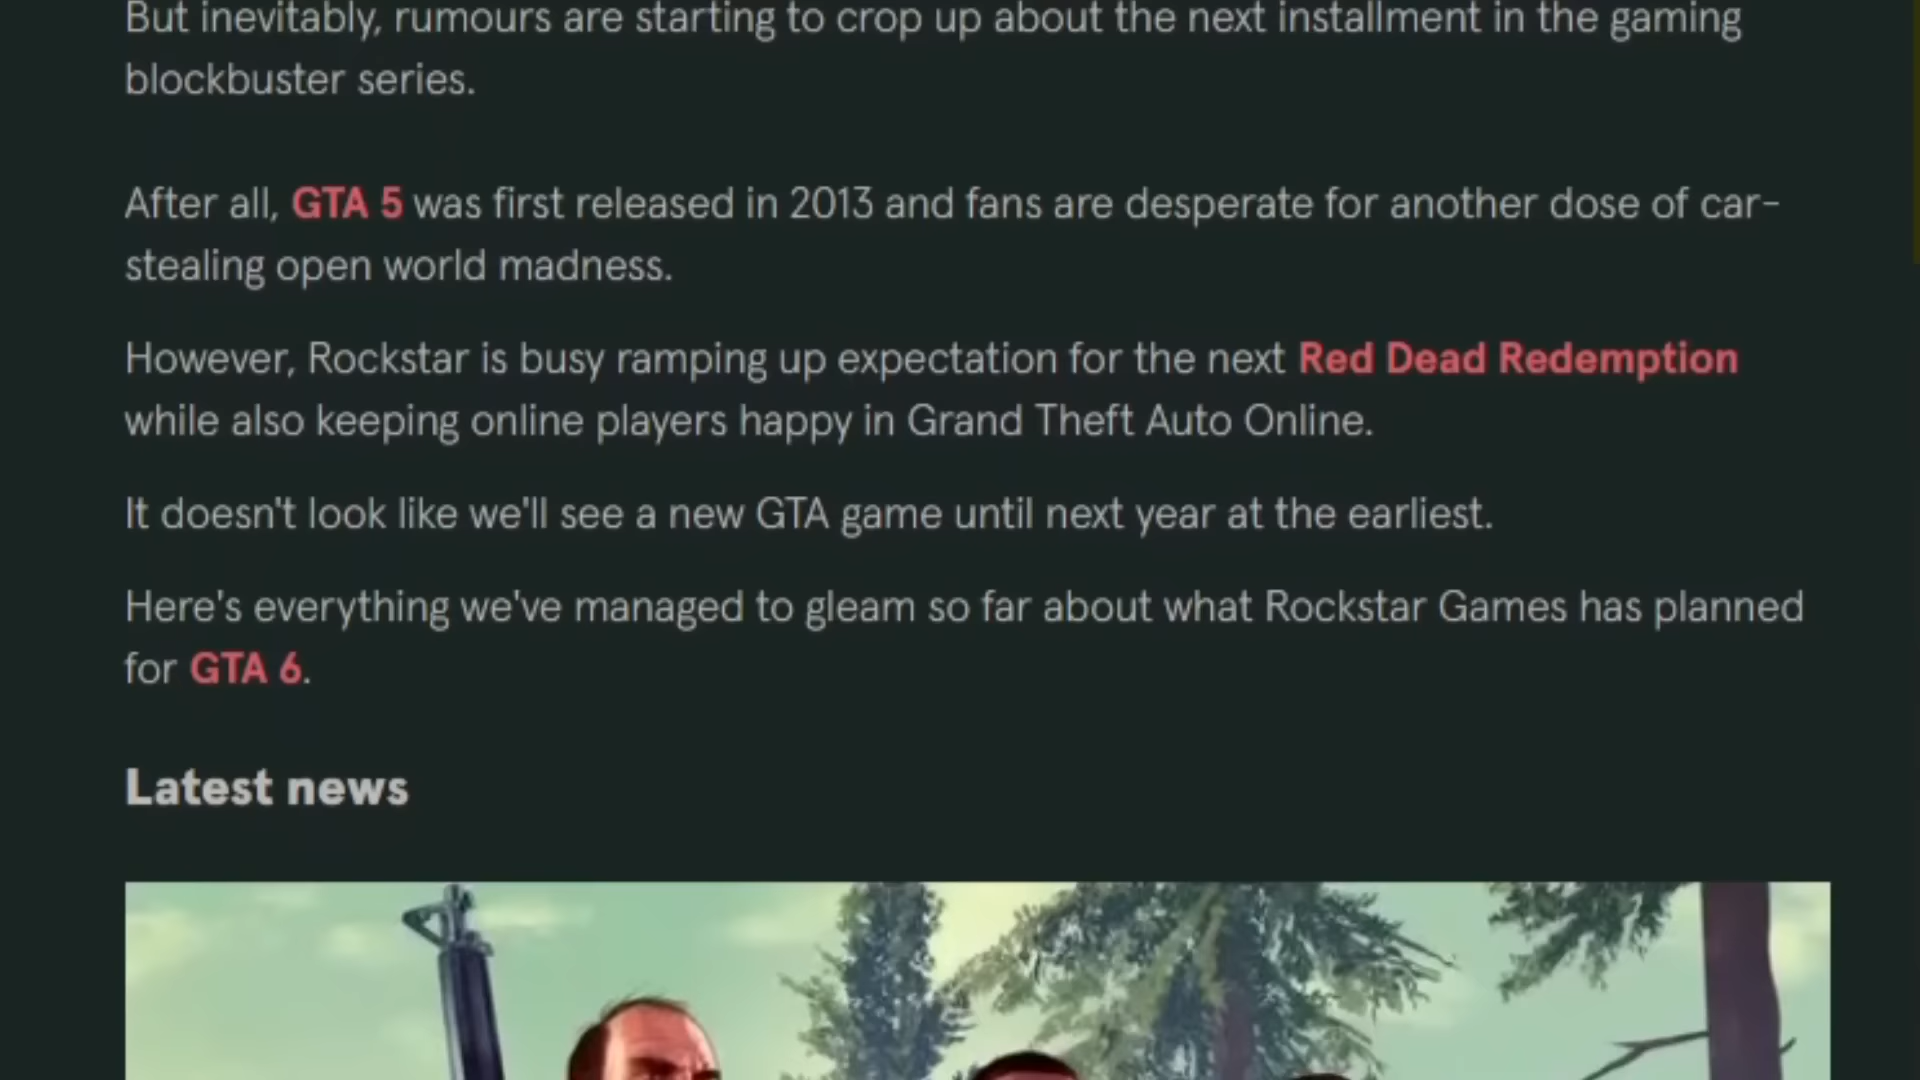 But inevitably, rumours are starting to crop up about the next installment in the gaming
blockbuster series.
After all, GTA 5 was first released in 2013 and fans are desperate for another dose of car-
stealing open world madness.
However, Rockstar is busy ramping up expectation for the next Red Dead Redemption
while also keeping online players happy in Grand Theft Auto Online.
It doesn't look like we'll see a new GTA game until next year at the earliest.
Here's everything we've managed to gleam so far about what Rockstar Games has planned
for GTA 6.
Latest news